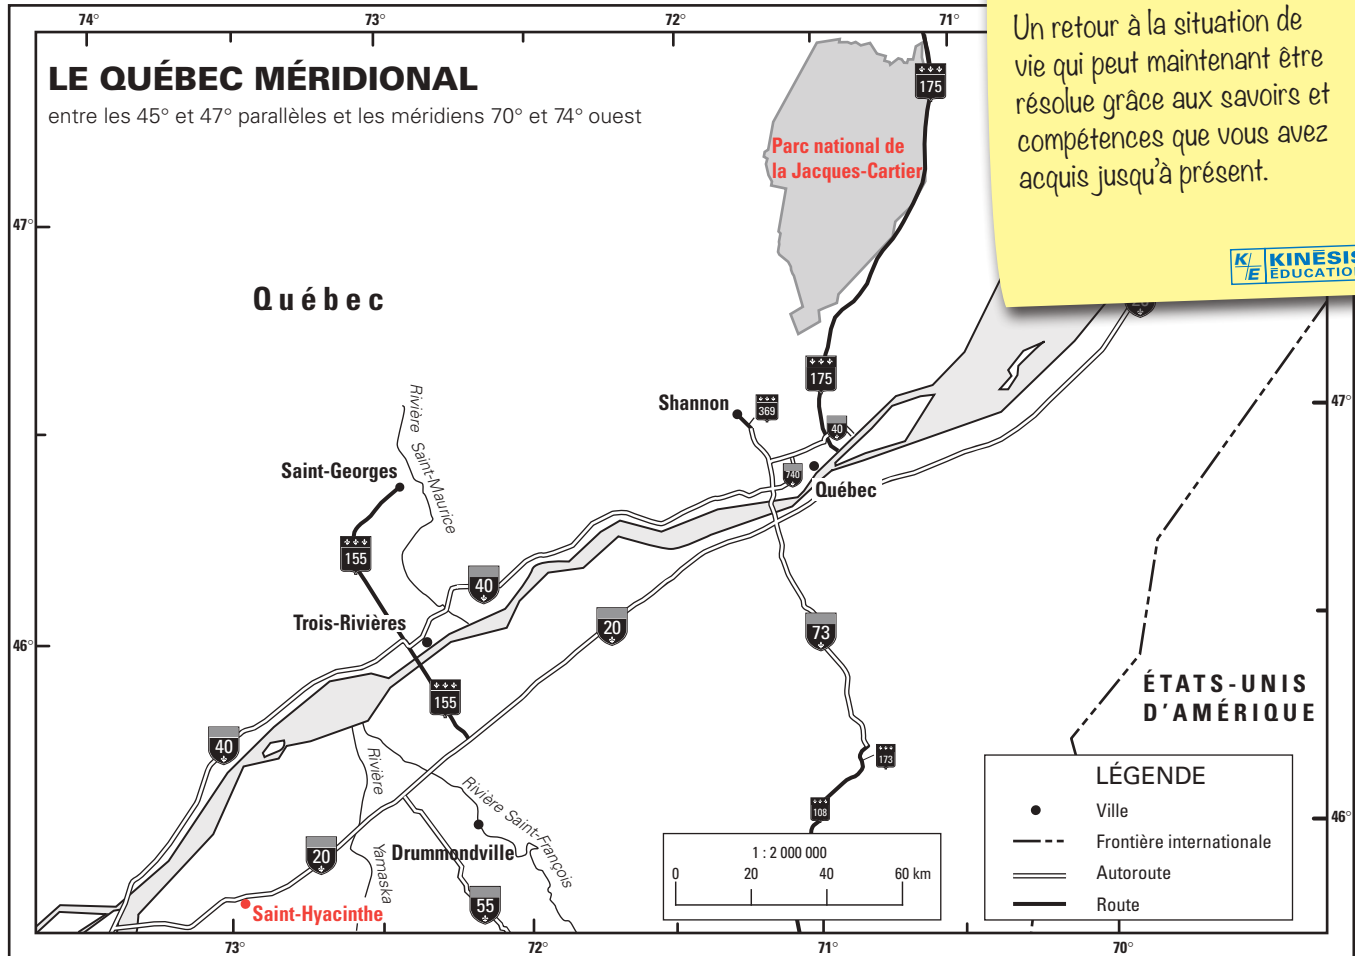 74°
73°
72°
71°
Un retour à la situation de
vie qui peut maintenant être
résolue grâce aux savoirs et
compétences que vous avez
acquis jusqu'à présent.
K/E KINĒSIS
ÉDUCATION
LE QUÉBEC MÉRIDIONAL
entre les 45° et 47° parallèles et les méridiens 70° et 74° ouest
175
Parc national de
la Jacques-Cartier
47°
Québec
175
47°
Shannon
369
40
Rivière Saint-Maurice
Saint-Georges
740
Québec
155
40
Trois-Rivières
20
73
46°
ÉTATS-UNIS
D'AMÉRIQUE
155
40
173
Rivière Yamaska
Rivière Saint-François
108
20
Drummondville
55
Saint-Hyacinthe
1 : 2 000 000
0 20 40 60 km
LÉGENDE
Ville
Frontière internationale
Autoroute
Route
46°
73°
72°
71°
70°